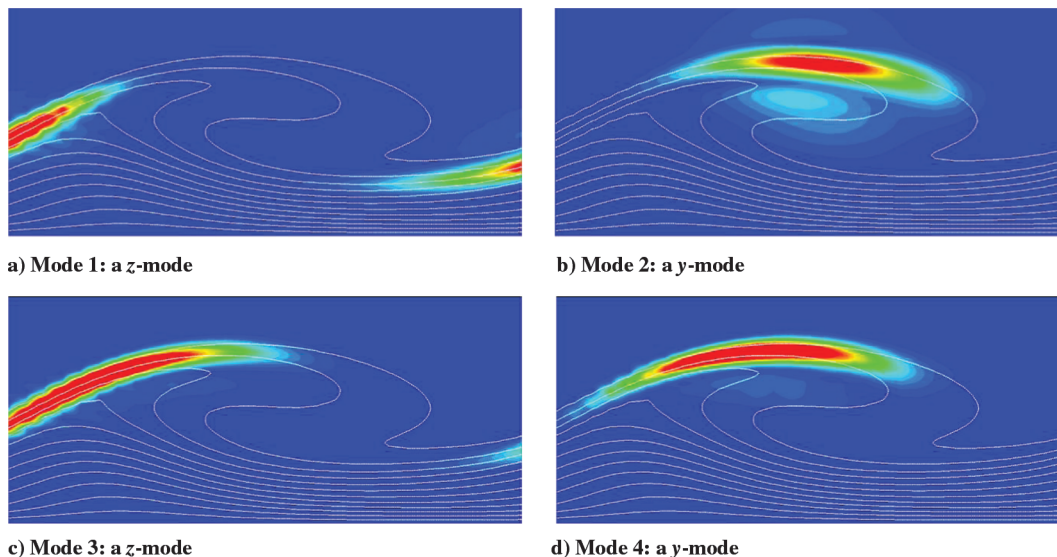 a) Mode 1: a z-mode
b) Mode 2: a y-mode
c) Mode 3: a z-mode
d) Mode 4: a y-mode